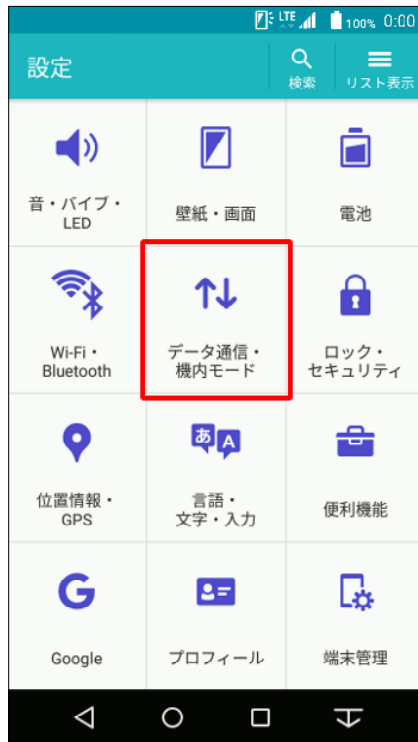 LTE 100% 0:00
設定
検索
リスト表示
音・バイブ・
LED
壁紙・画面
電池
Wi-Fi・
Bluetooth
データ通信・
機内モード
ロック・
セキュリティ
位置情報・
GPS
あ A
言語・
文字・入力
便利機能
G
Google
プロフィール
端末管理